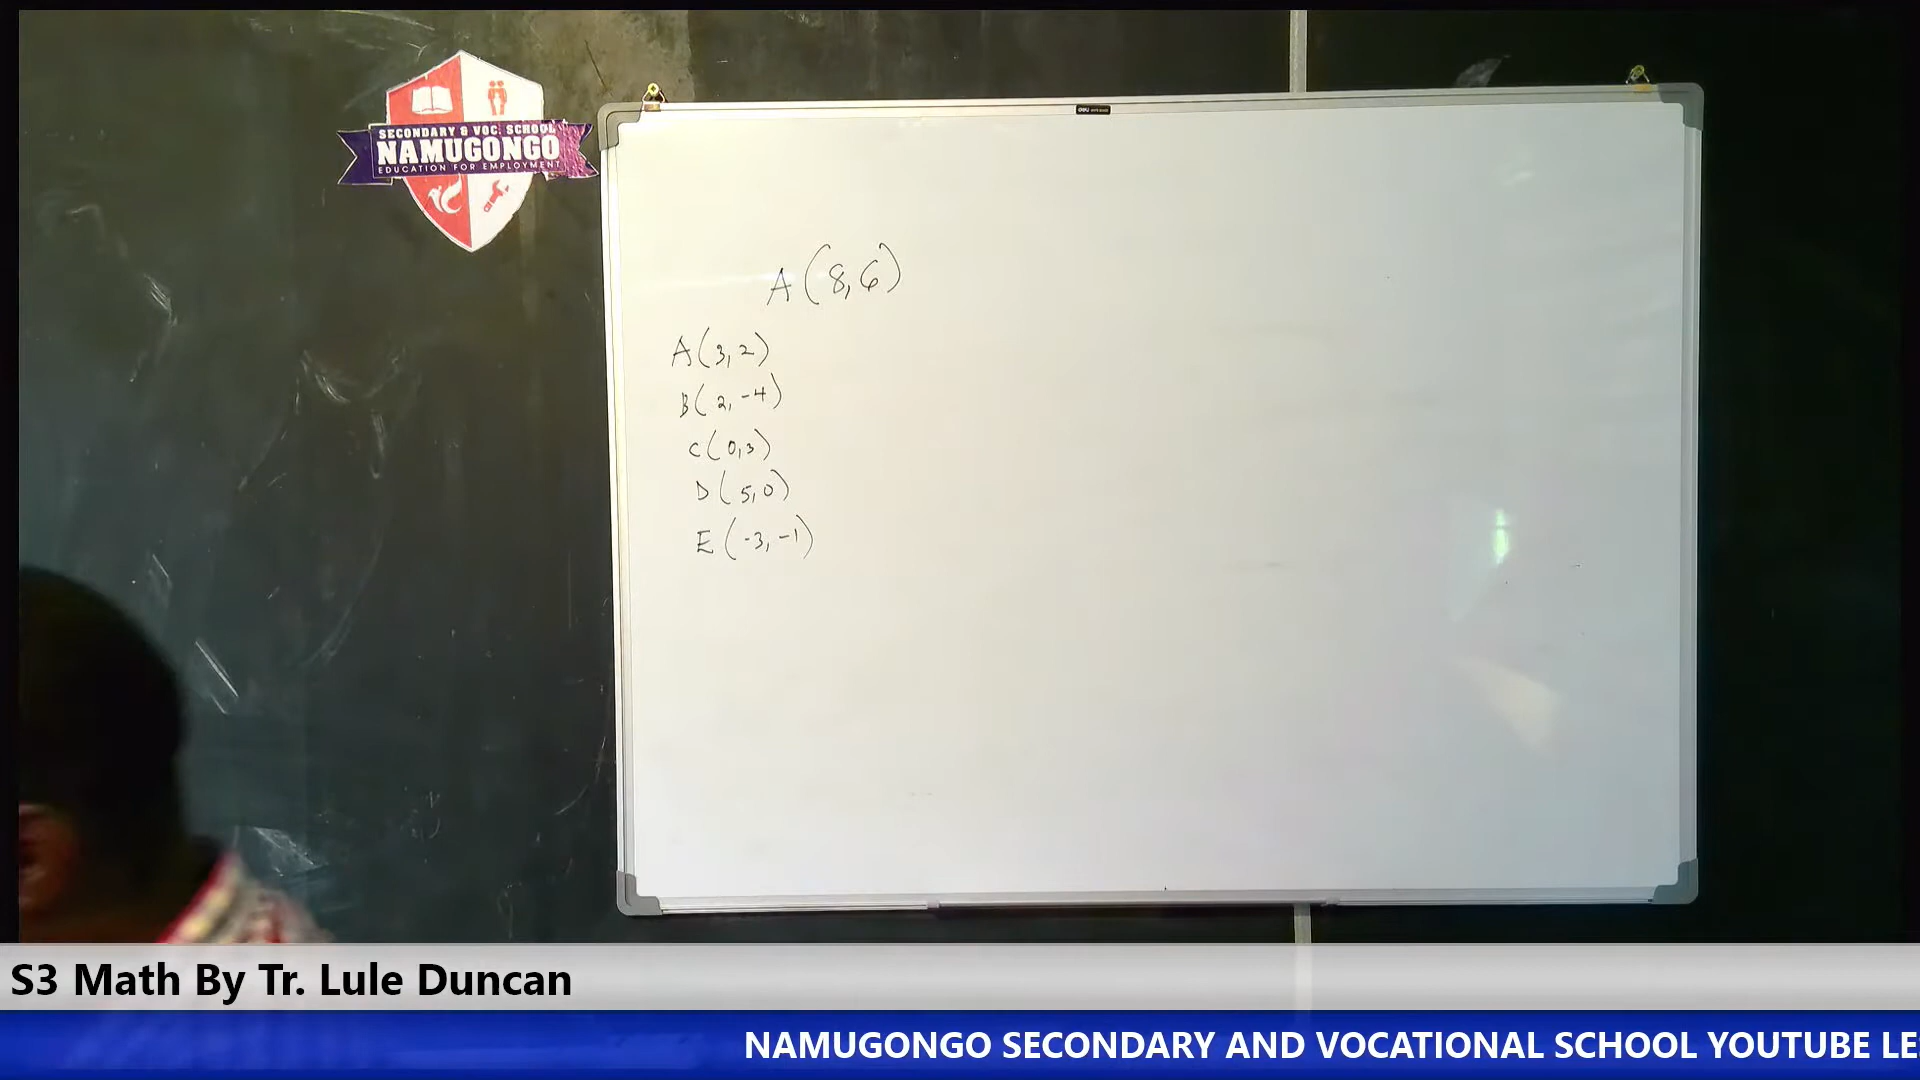 SECONDARY & VOC. SCHOOL
NAMUGONGO
EDUCATION FOR EMPLOYMENT
deli
A(8,6)
A(3,2)
B(2,-4)
C(0,3)
D(5,0)
E(-3,-1)
S3 Math By Tr. Lule Duncan
NAMUGONGO SECONDARY AND VOCATIONAL SCHOOL YOUTUBE LE